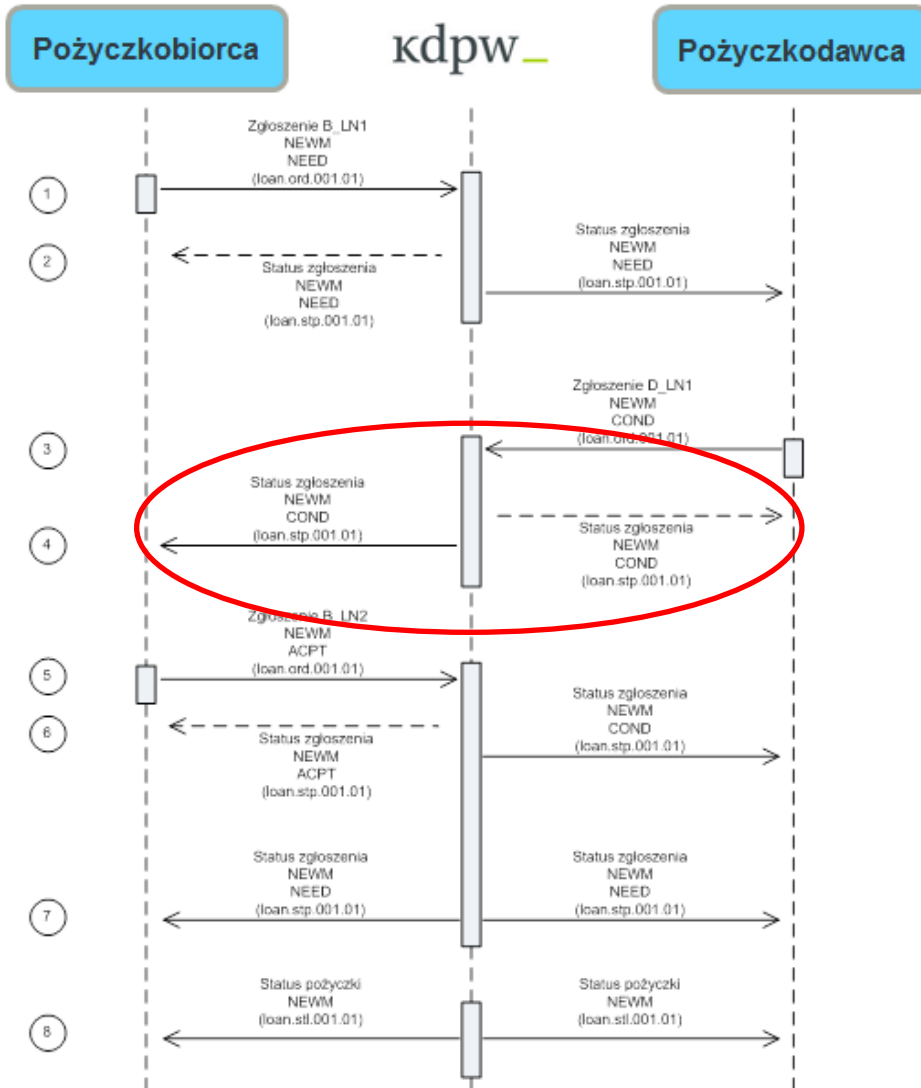 Pożyczkobiorca
kdpw_
Pożyczkodawca
1
Zgłoszenie B_LN1
NEWM
NEED
(loan.ord.001.01)
2
Status zgłoszenia
NEWM
NEED
(loan.stp.001.01)
Status zgłoszenia
NEWM
NEED
(loan.stp.001.01)
3
Zgłoszenie D_LN1
NEWM
COND
(loan.ord.001.01)
4
Status zgłoszenia
NEWM
COND
(loan.stp.001.01)
Status zgłoszenia
NEWM
COND
(loan.stp.001.01)
5
Zgłoszenie B_LN2
NEWM
ACPT
(loan.ord.001.01)
6
Status zgłoszenia
NEWM
ACPT
(loan.stp.001.01)
Status zgłoszenia
NEWM
COND
(loan.stp.001.01)
7
Status zgłoszenia
NEWM
NEED
(loan.stp.001.01)
Status zgłoszenia
NEWM
NEED
(loan.stp.001.01)
8
Status pożyczki
NEWM
(loan.stl.001.01)
Status pożyczki
NEWM
(loan.stl.001.01)